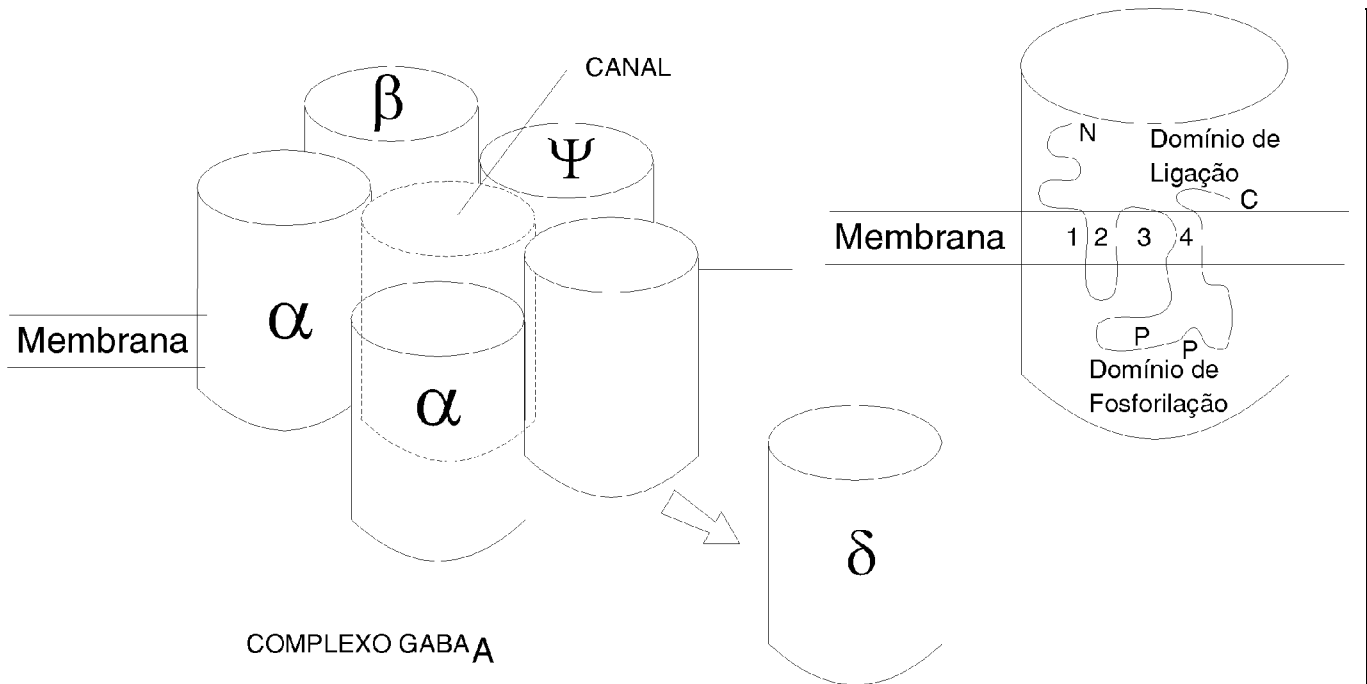 CANAL
β
Ψ
α
Membrana
α
δ
COMPLEXO GABA A
N
Domínio de
Ligação
C
Membrana
1 2 3 4
P
P
Domínio de
Fosforilação